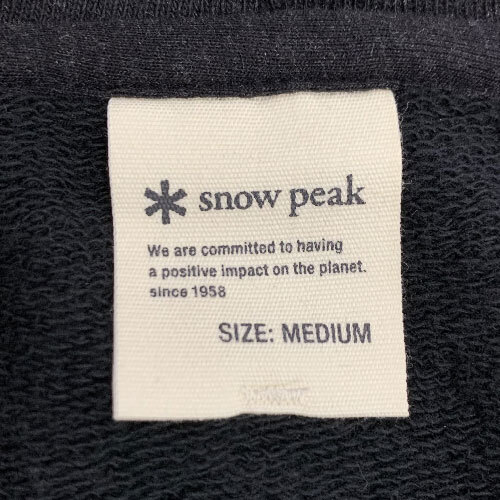 snow peak
We are committed to having
a positive impact on the planet.
since 1958
SIZE: MEDIUM